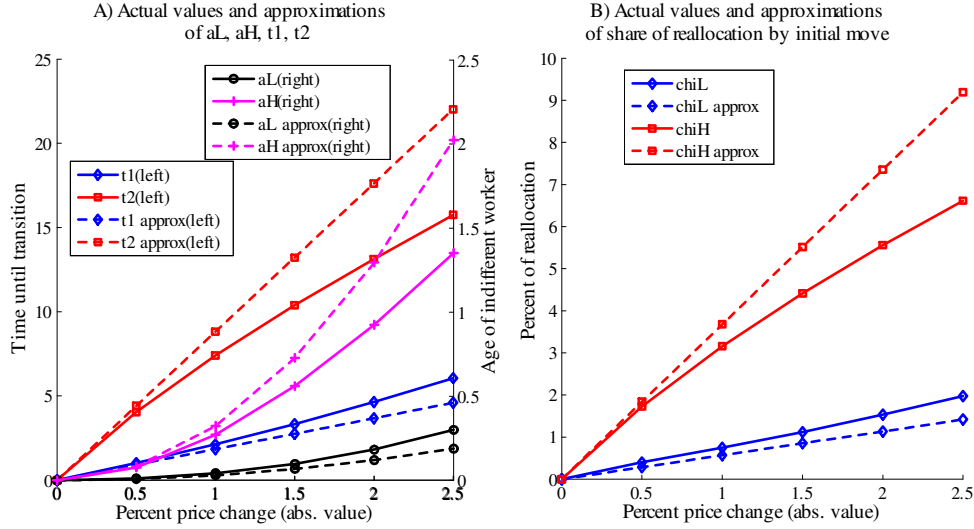 A) Actual values and approximations
of aL, aH, t1, t2
25
20
15
10
5
0
Time until transition
aL(right)
aH(right)
aL approx(right)
aH approx(right)
t1(left)
t2(left)
t1 approx(left)
t2 approx(left)
2.5
2
1.5
1
0.5
0
Age of indifferent worker
0 0.5 1 1.5 2 2.5
Percent price change (abs. value)
B) Actual values and approximations
of share of reallocation by initial move
10
9
8
7
6
5
4
3
2
1
0
Percent of reallocation
chiL
chiL approx
chiH
chiH approx
0 0.5 1 1.5 2 2.5
Percent price change (abs. value)